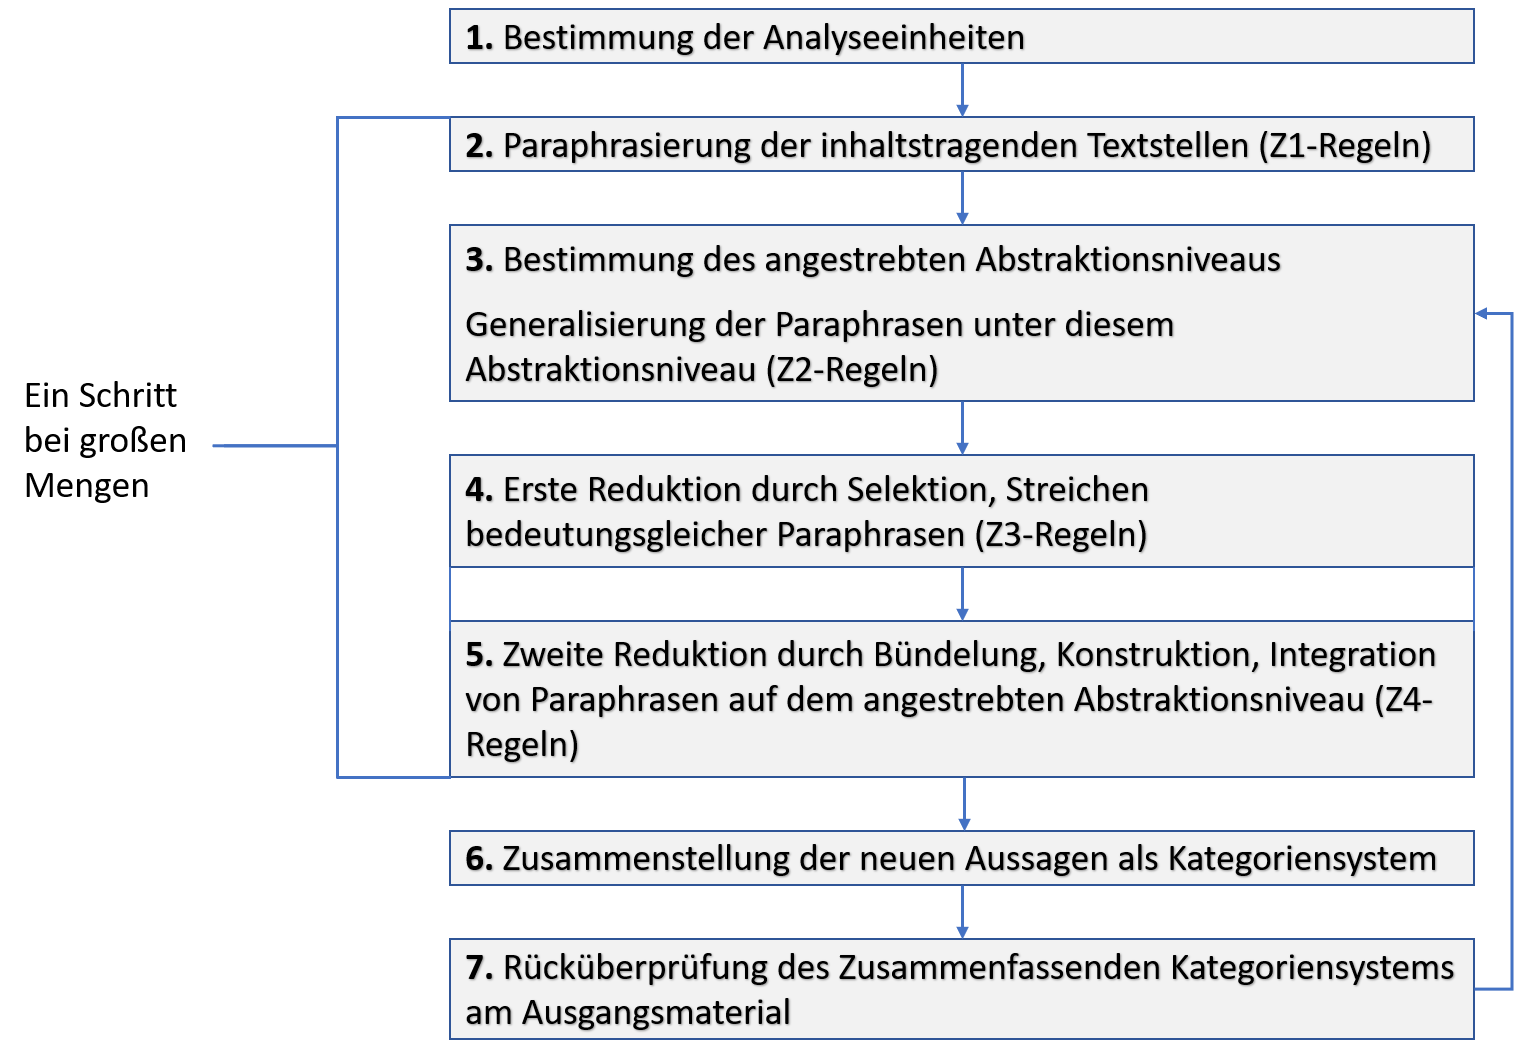 1. Bestimmung der Analyseeinheiten
2. Paraphrasierung der inhaltstragenden Textstellen (Z1-Regeln)
3. Bestimmung des angestrebten Abstraktionsniveaus
Generalisierung der Paraphrasen unter diesem
Abstraktionsniveau (Z2-Regeln)
Ein Schritt
bei großen
Mengen
4. Erste Reduktion durch Selektion, Streichen
bedeutungsgleicher Paraphrasen (Z3-Regeln)
5. Zweite Reduktion durch Bündelung, Konstruktion, Integration
von Paraphrasen auf dem angestrebten Abstraktionsniveau (Z4-
Regeln)
6. Zusammenstellung der neuen Aussagen als Kategoriensystem
7. Rücküberprüfung des Zusammenfassenden Kategoriensystems
am Ausgangsmaterial